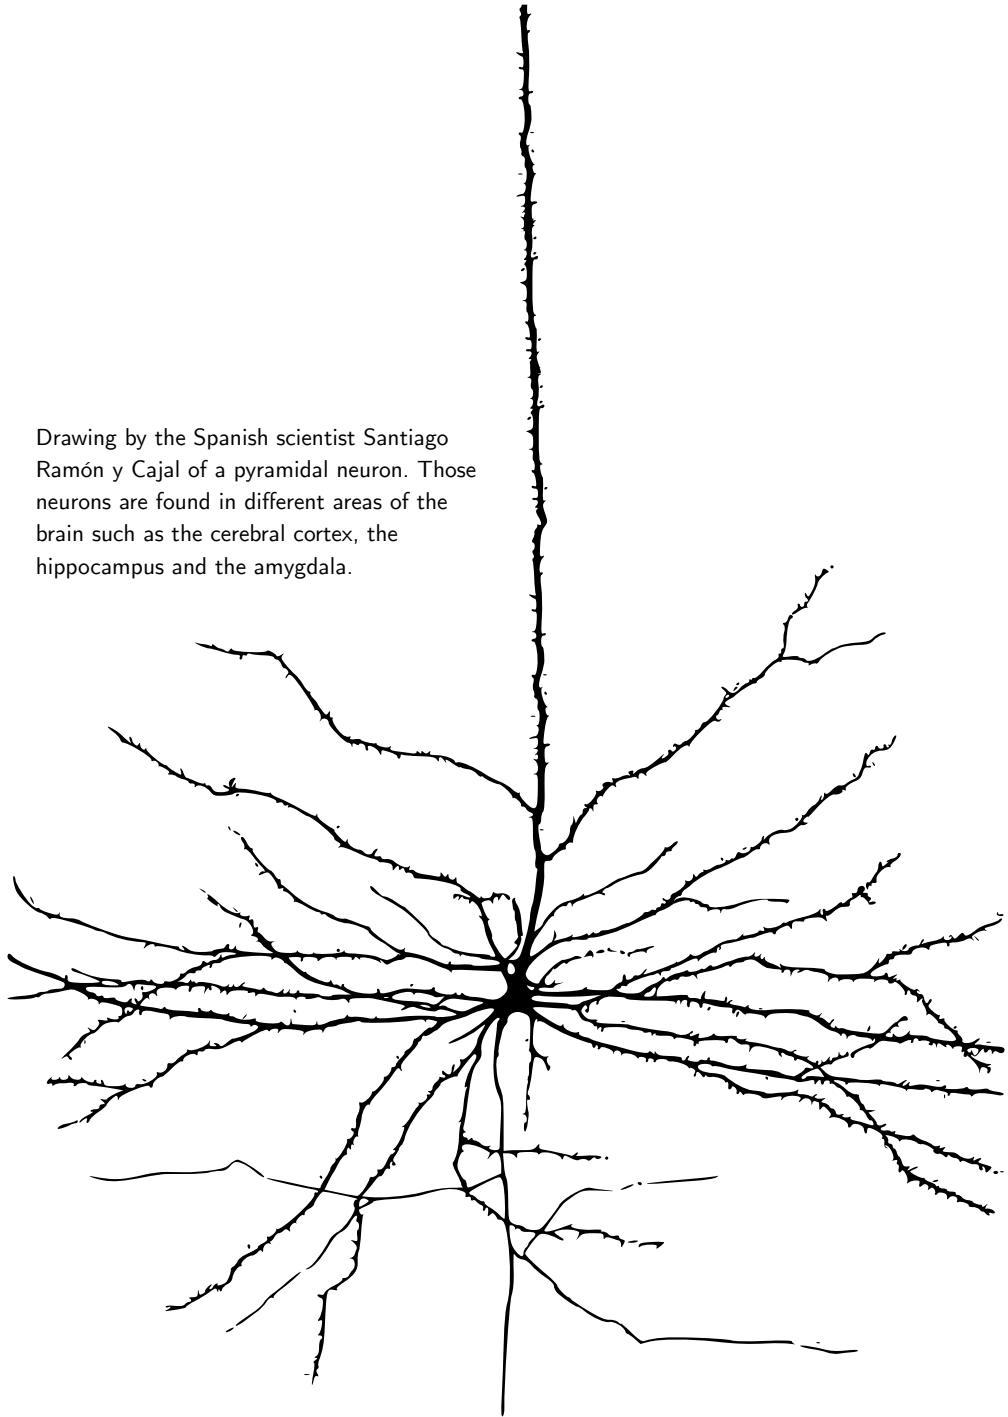 Drawing by the Spanish scientist Santiago
Ramón y Cajal of a pyramidal neuron. Those
neurons are found in different areas of the
brain such as the cerebral cortex, the
hippocampus and the amygdala.